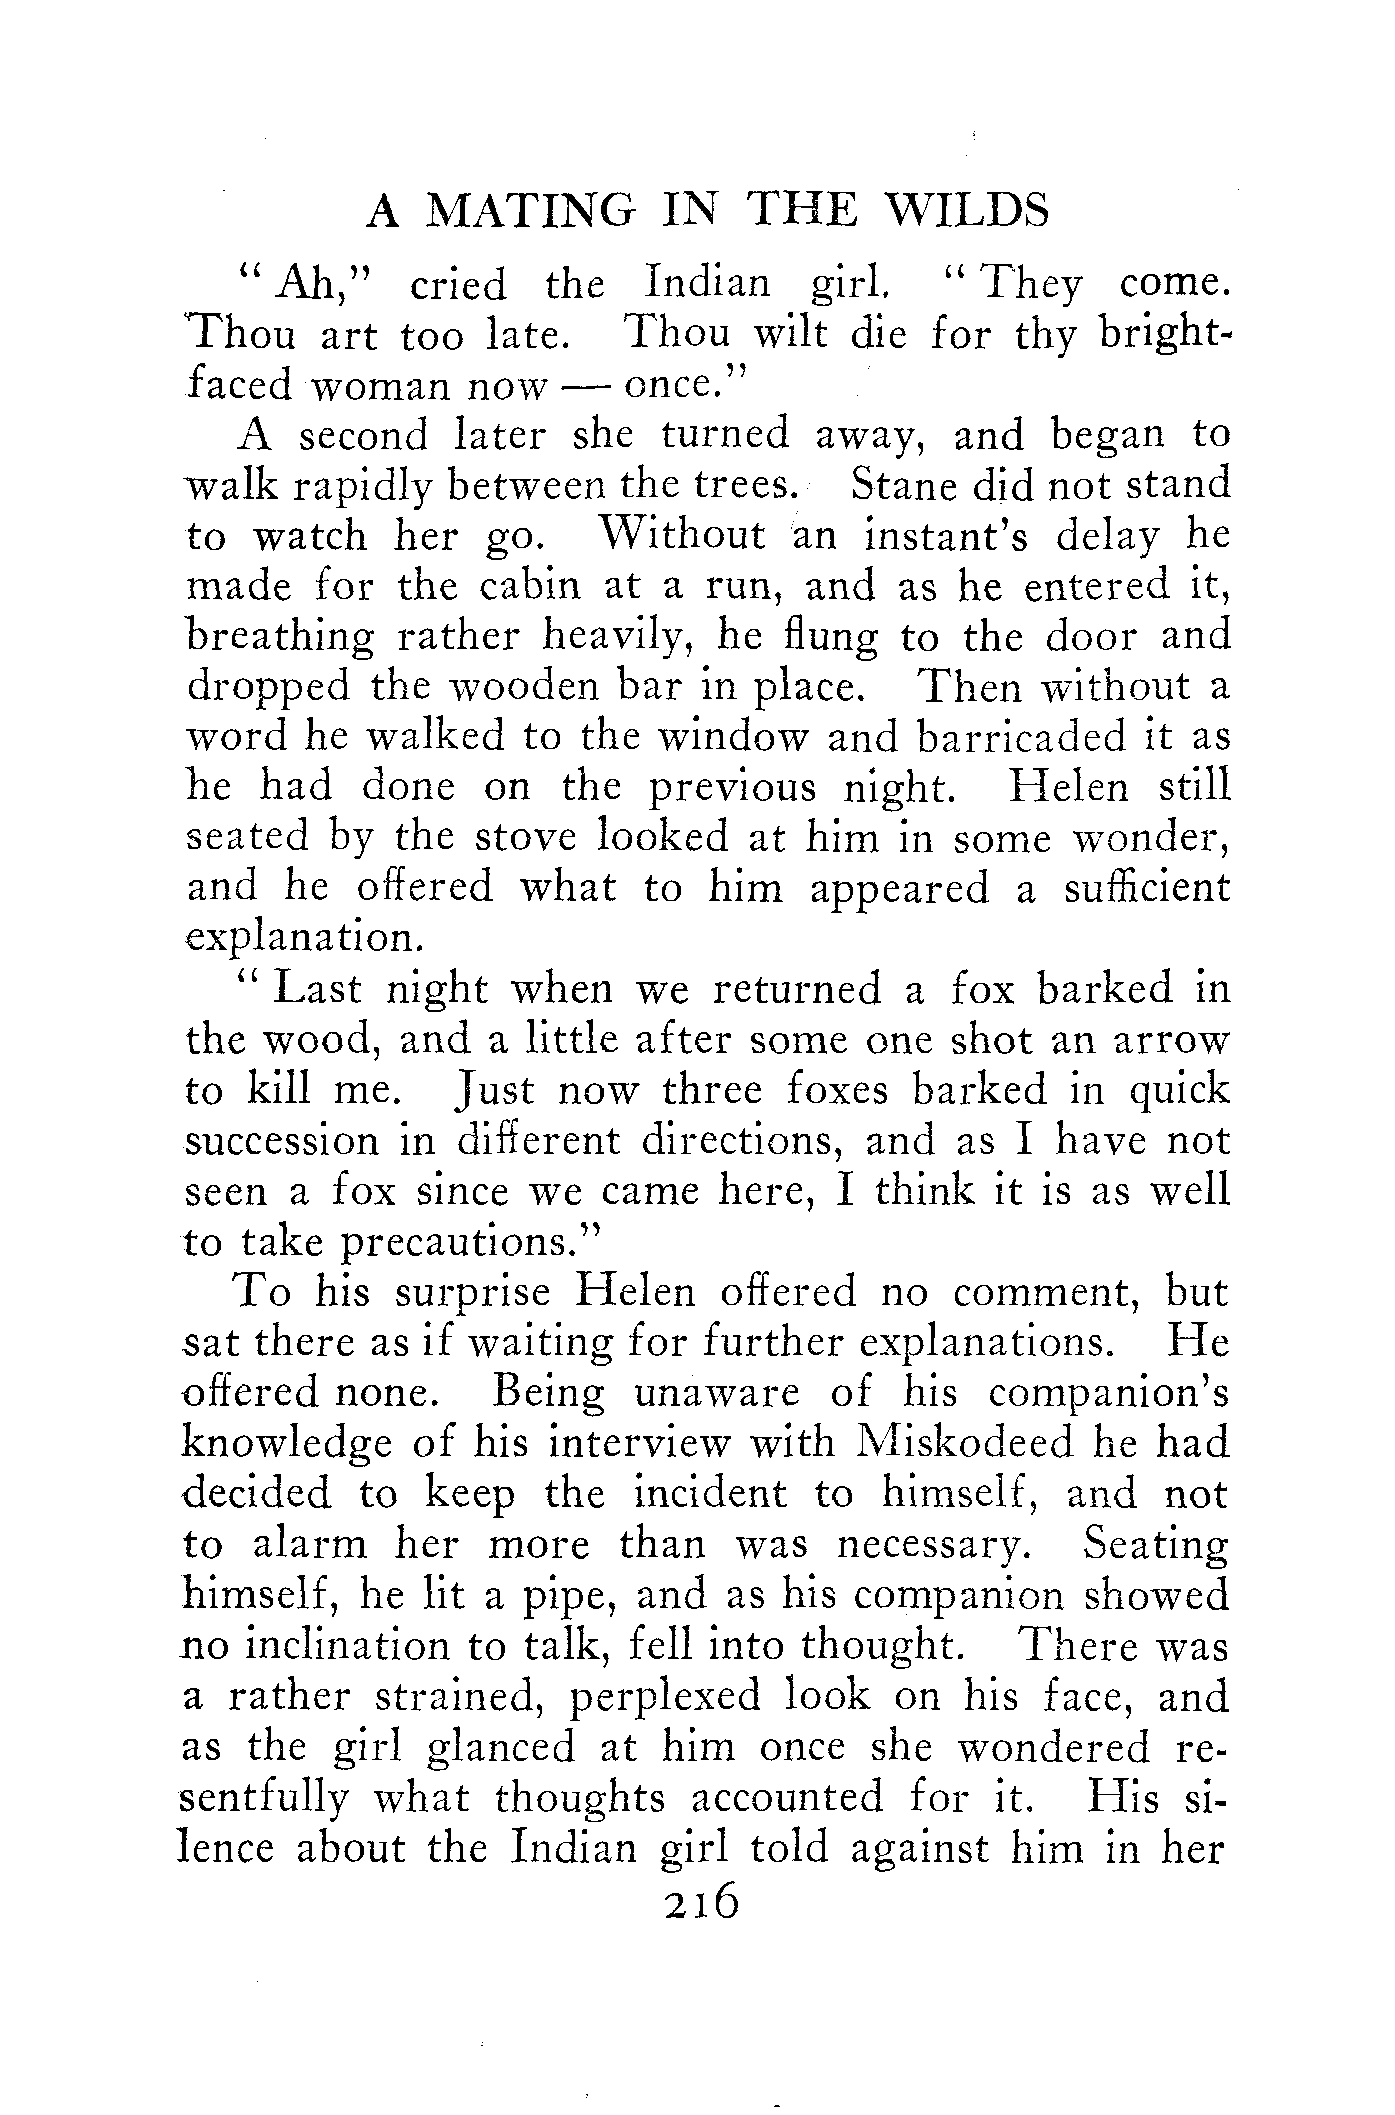 A MATING IN THE WILDS
“ Ah,” cried the Indian girl. “ They come.
Thou art too late. Thou wilt die for thy bright-
faced woman now — once.”
A second later she turned away, and began to
walk rapidly between the trees. Stane did not stand
to watch her go. Without an instant's delay he
made for the cabin at a run, and as he entered it,
breathing rather heavily, he flung to the door and
dropped the wooden bar in place. Then without a
word he walked to the window and barricaded it as
he had done on the previous night. Helen still
seated by the stove looked at him in some wonder,
and he offered what to him appeared a sufficient
explanation.
“ Last night when we returned a fox barked in
the wood, and a little after some one shot an arrow
to kill me. Just now three foxes barked in quick
succession in different directions, and as I have not
seen a fox since we came here, I think it is as well
to take precautions.”
To his surprise Helen offered no comment, but
sat there as if waiting for further explanations. He
offered none. Being unaware of his companion's
knowledge of his interview with Miskodeed he had
decided to keep the incident to himself, and not
to alarm her more than was necessary. Seating
himself, he lit a pipe, and as his companion showed
no inclination to talk, fell into thought. There was
a rather strained, perplexed look on his face, and
as the girl glanced at him once she wondered re-
sentfully what thoughts accounted for it. His si-
lence about the Indian girl told against him in her
216